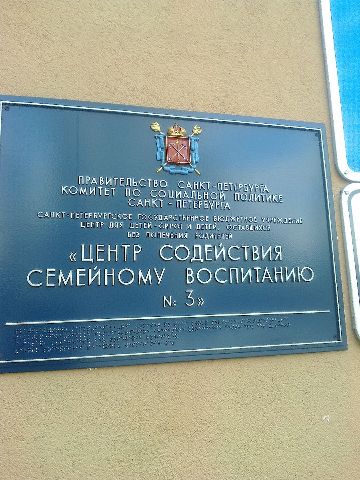 ПРАВИТЕЛЬСТВО САНКТ-ПЕТЕРБУРГА
КОМИТЕТ ПО СОЦИАЛЬНОЙ ПОЛИТИКЕ
САНКТ - ПЕТЕРБУРГА
САНКТ-ПЕТЕРБУРГСКОЕ ГОСУДАРСТВЕННОЕ БЮДЖЕТНОЕ УЧРЕЖДЕНИЕ
ЦЕНТР ДЛЯ ДЕТЕЙ-СИРОТ И ДЕТЕЙ, ОСТАВШИХСЯ
БЕЗ ПОПЕЧЕНИЯ РОДИТЕЛЕЙ
«ЦЕНТР СОДЕЙСТВИЯ
СЕМЕЙНОМУ ВОСПИТАНИЮ
№ 3»